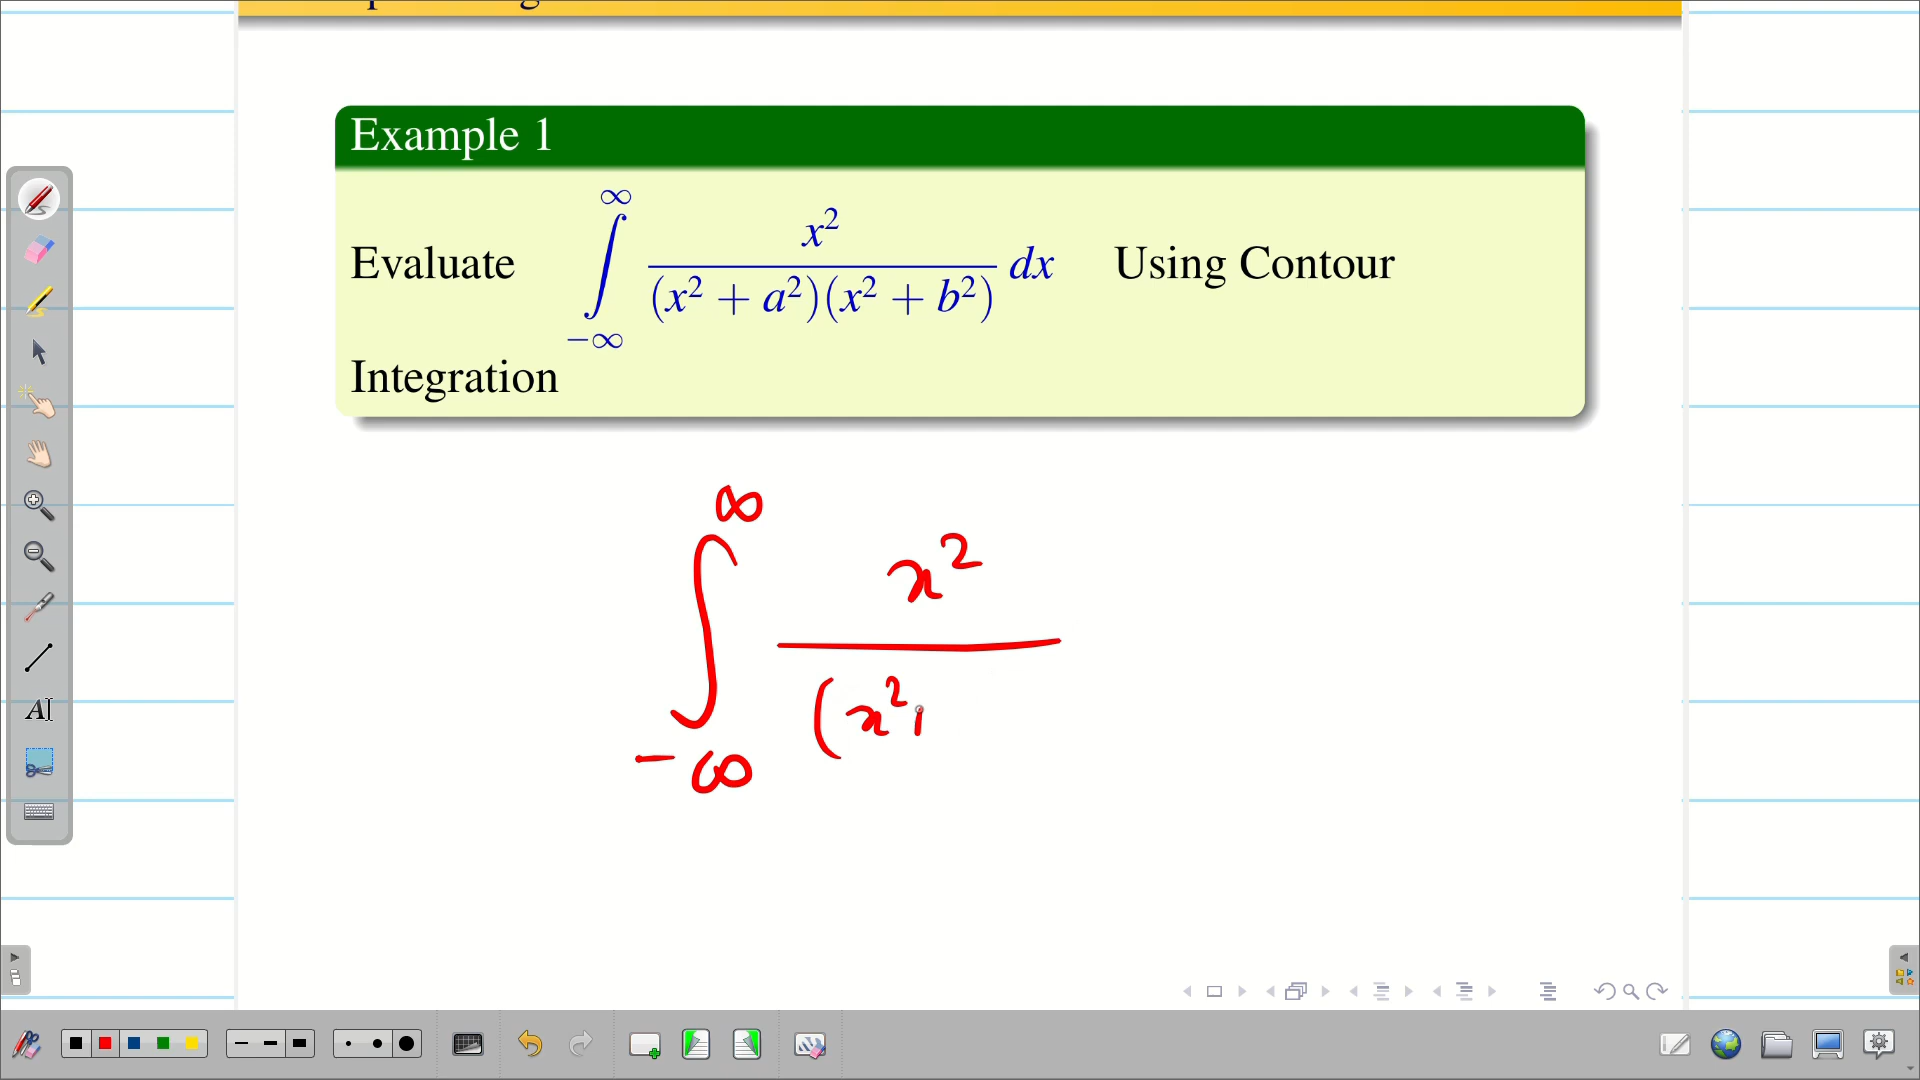 Example 1
Evaluate ∫_{-∞}^{∞} x²/((x² + a²)(x² + b²)) dx Using Contour
Integration
∞
∫ x²
(x²
-∞